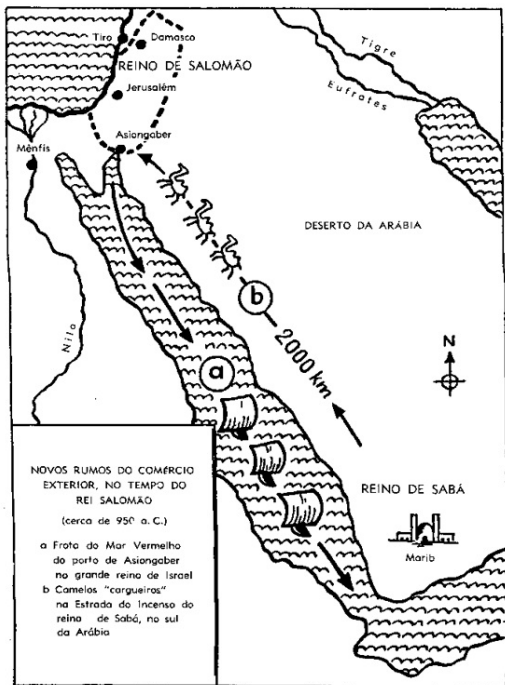 Tiro
Damasco
REINO DE SALOMÃO
Jerusalém
Asiongaber
Mênfis
Tigre
Eufrates
DESERTO DA ARÁBIA
b
2000 km
a
Nilo
N
REINO DE SABÁ
Marib
NOVOS RUMOS DO COMÉRCIO
EXTERIOR, NO TEMPO DO
REI SALOMÃO
(cerca de 950 a. C.)
a Frota do Mar Vermelho
do porto de Asiongaber
no grande reino de Israel
b Camelos "cargueiros"
na Estrada do Incenso do
reino de Sabá, no sul
da Arábia